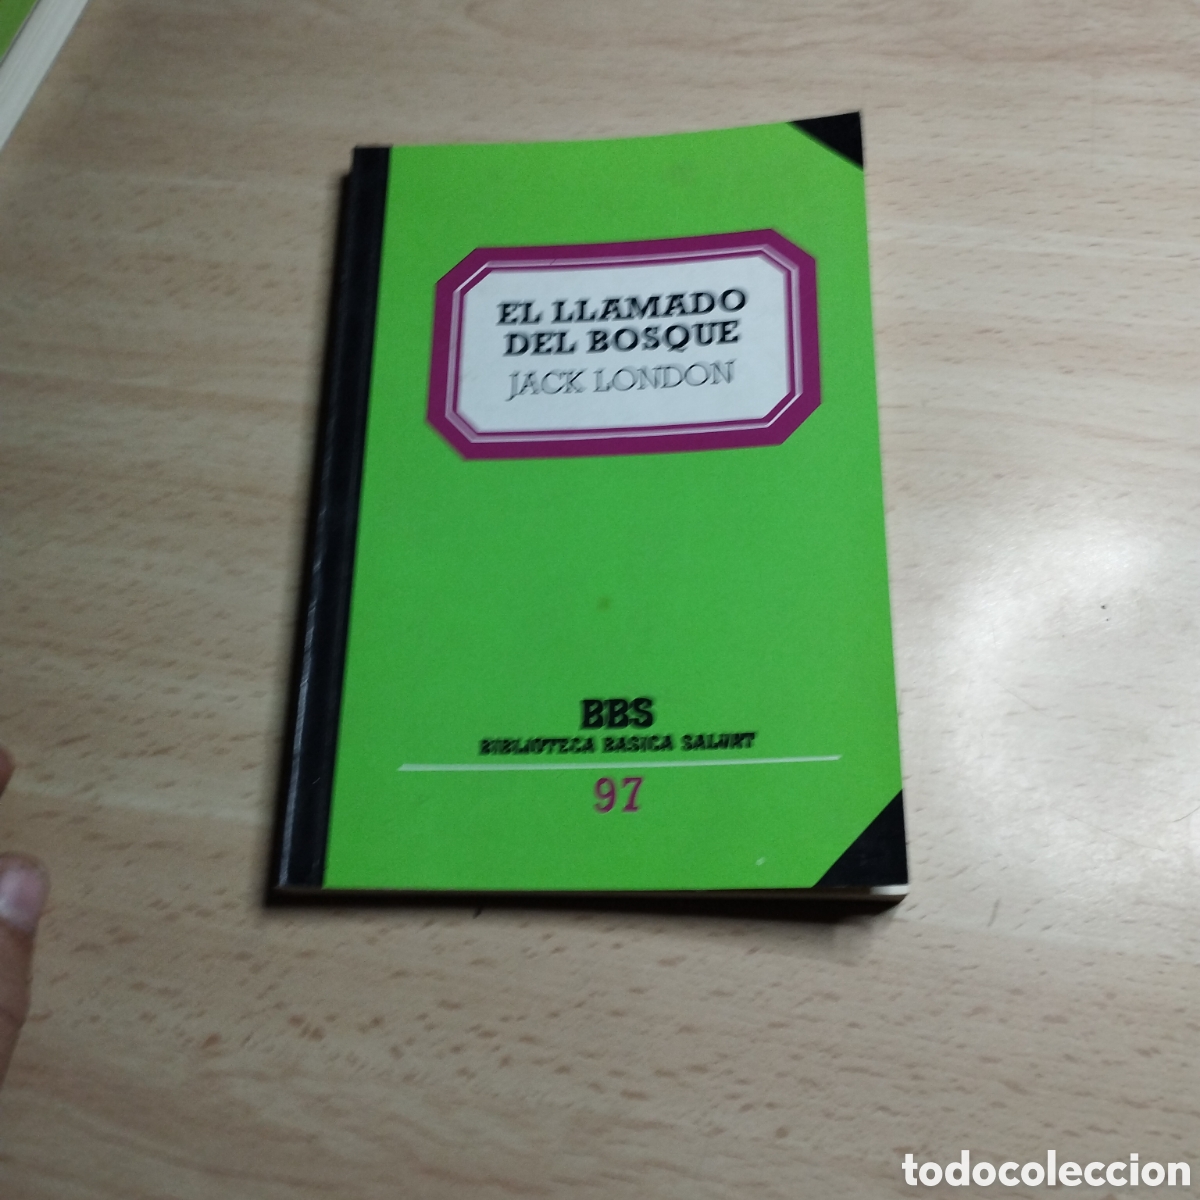 EL LLAMADO
DEL BOSQUE
JACK LONDON
BBS
BIBLIOTECA BASICA SALVAT
97
todocoleccion